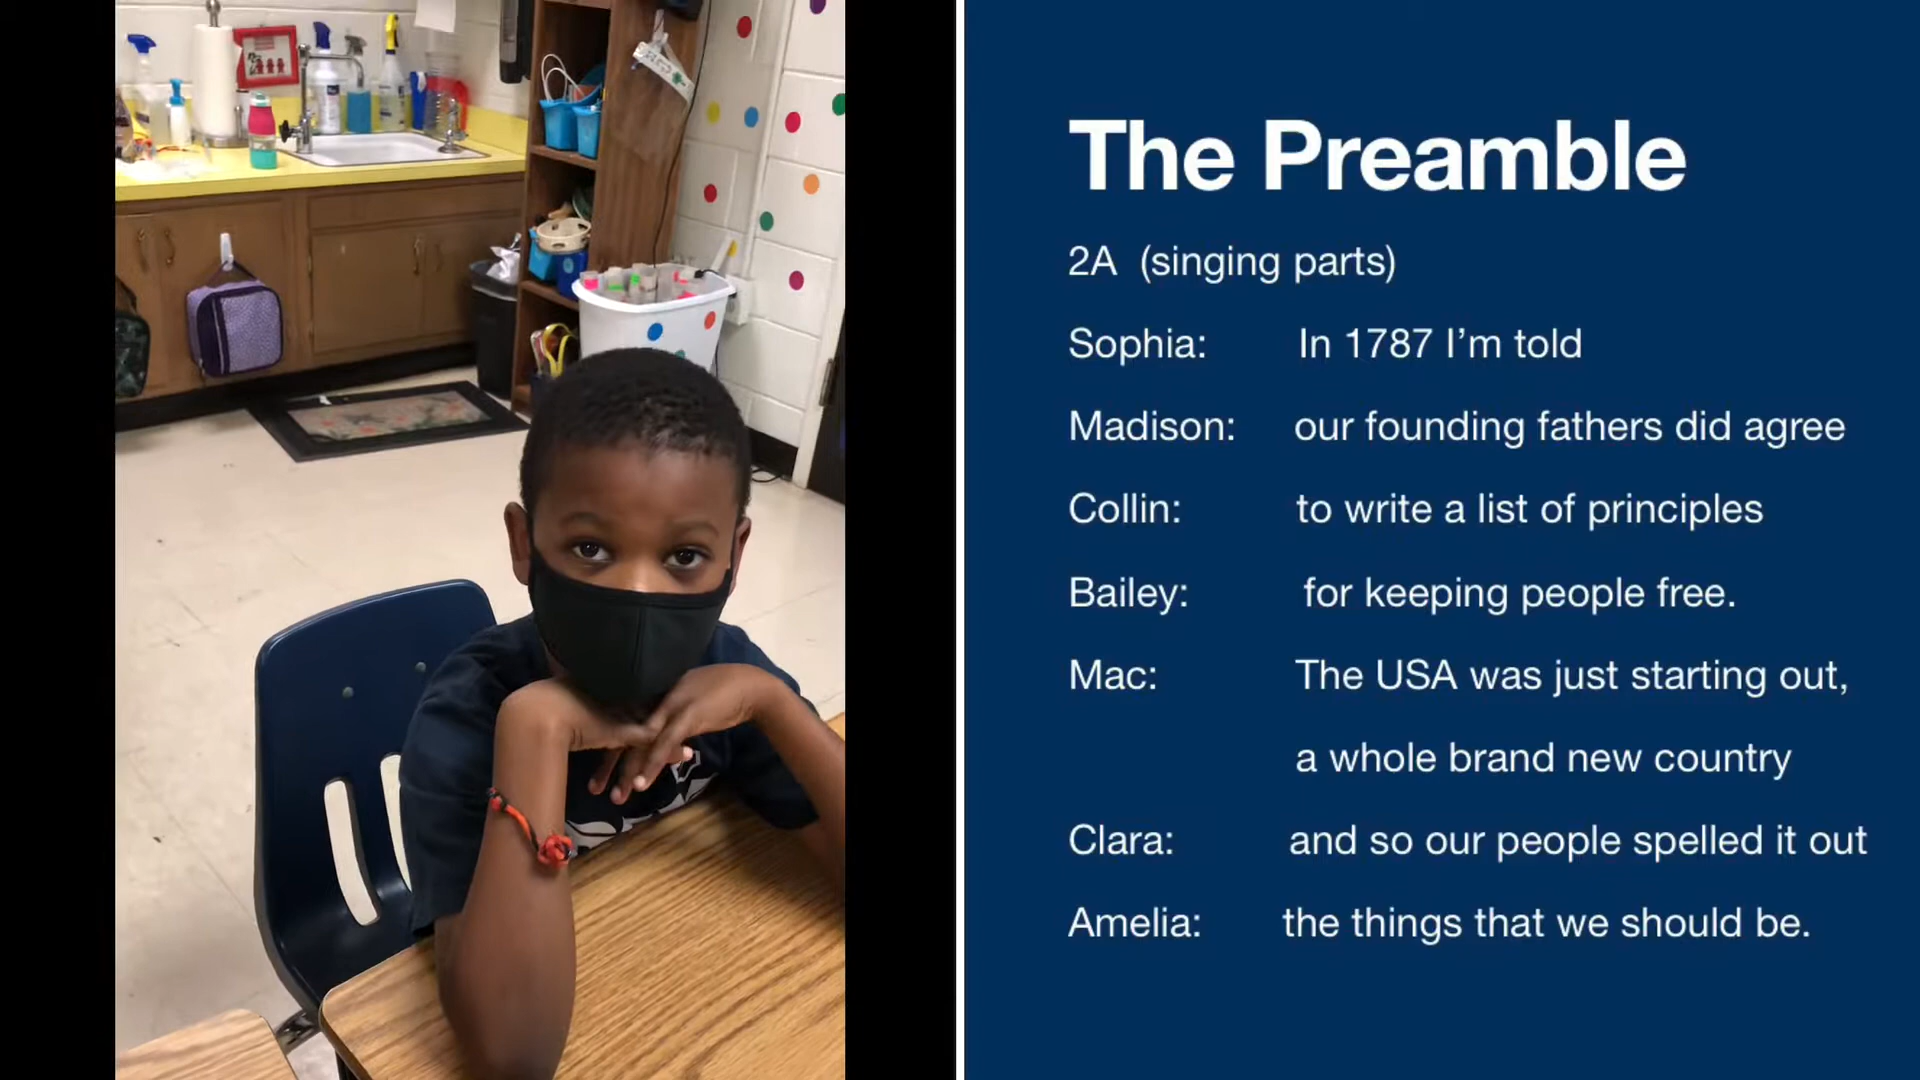 The Preamble
2A (singing parts)
Sophia: In 1787 I'm told
Madison: our founding fathers did agree
Collin: to write a list of principles
Bailey: for keeping people free.
Mac: The USA was just starting out,
a whole brand new country
Clara: and so our people spelled it out
Amelia: the things that we should be.